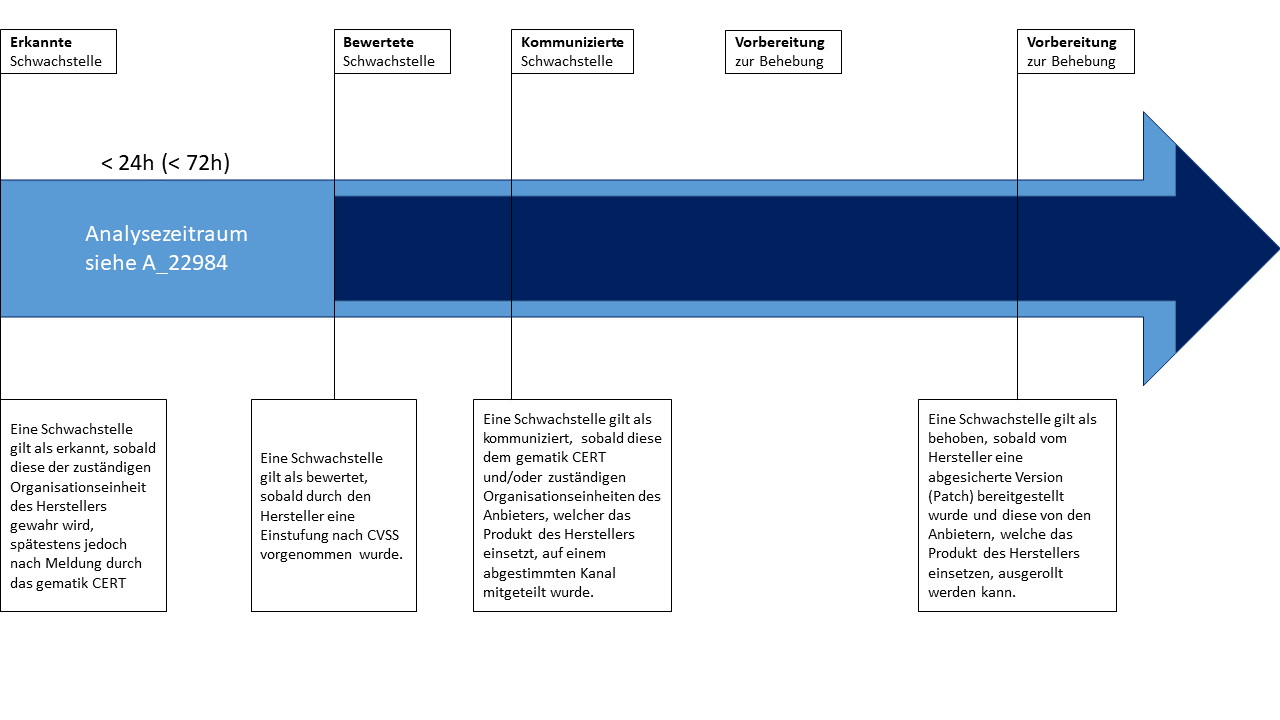 Erkannte
Schwachstelle
Bewertete
Schwachstelle
Kommunizierte
Schwachstelle
Vorbereitung
zur Behebung
Vorbereitung
zur Behebung
< 24h (< 72h)
Analysezeitraum
siehe A_22984
Eine Schwachstelle
gilt als erkannt, sobald
diese der zuständigen
Organisationseinheit
des Herstellers
gewahr wird,
spätestens jedoch
nach Meldung durch
das gematik CERT
Eine Schwachstelle
gilt als bewertet,
sobald durch den
Hersteller eine
Einstufung nach CVSS
vorgenommen wurde.
Eine Schwachstelle gilt als
kommuniziert, sobald diese
dem gematik CERT
und/oder zuständigen
Organisationseinheiten des
Anbieters, welcher das
Produkt des Herstellers
einsetzt, auf einem
abgestimmten Kanal
mitgeteilt wurde.
Eine Schwachstelle gilt als
behoben, sobald vom
Hersteller eine
abgesicherte Version
(Patch) bereitgestellt
wurde und diese von den
Anbietern, welche das
Produkt des Herstellers
einsetzen, ausgerollt
werden kann.